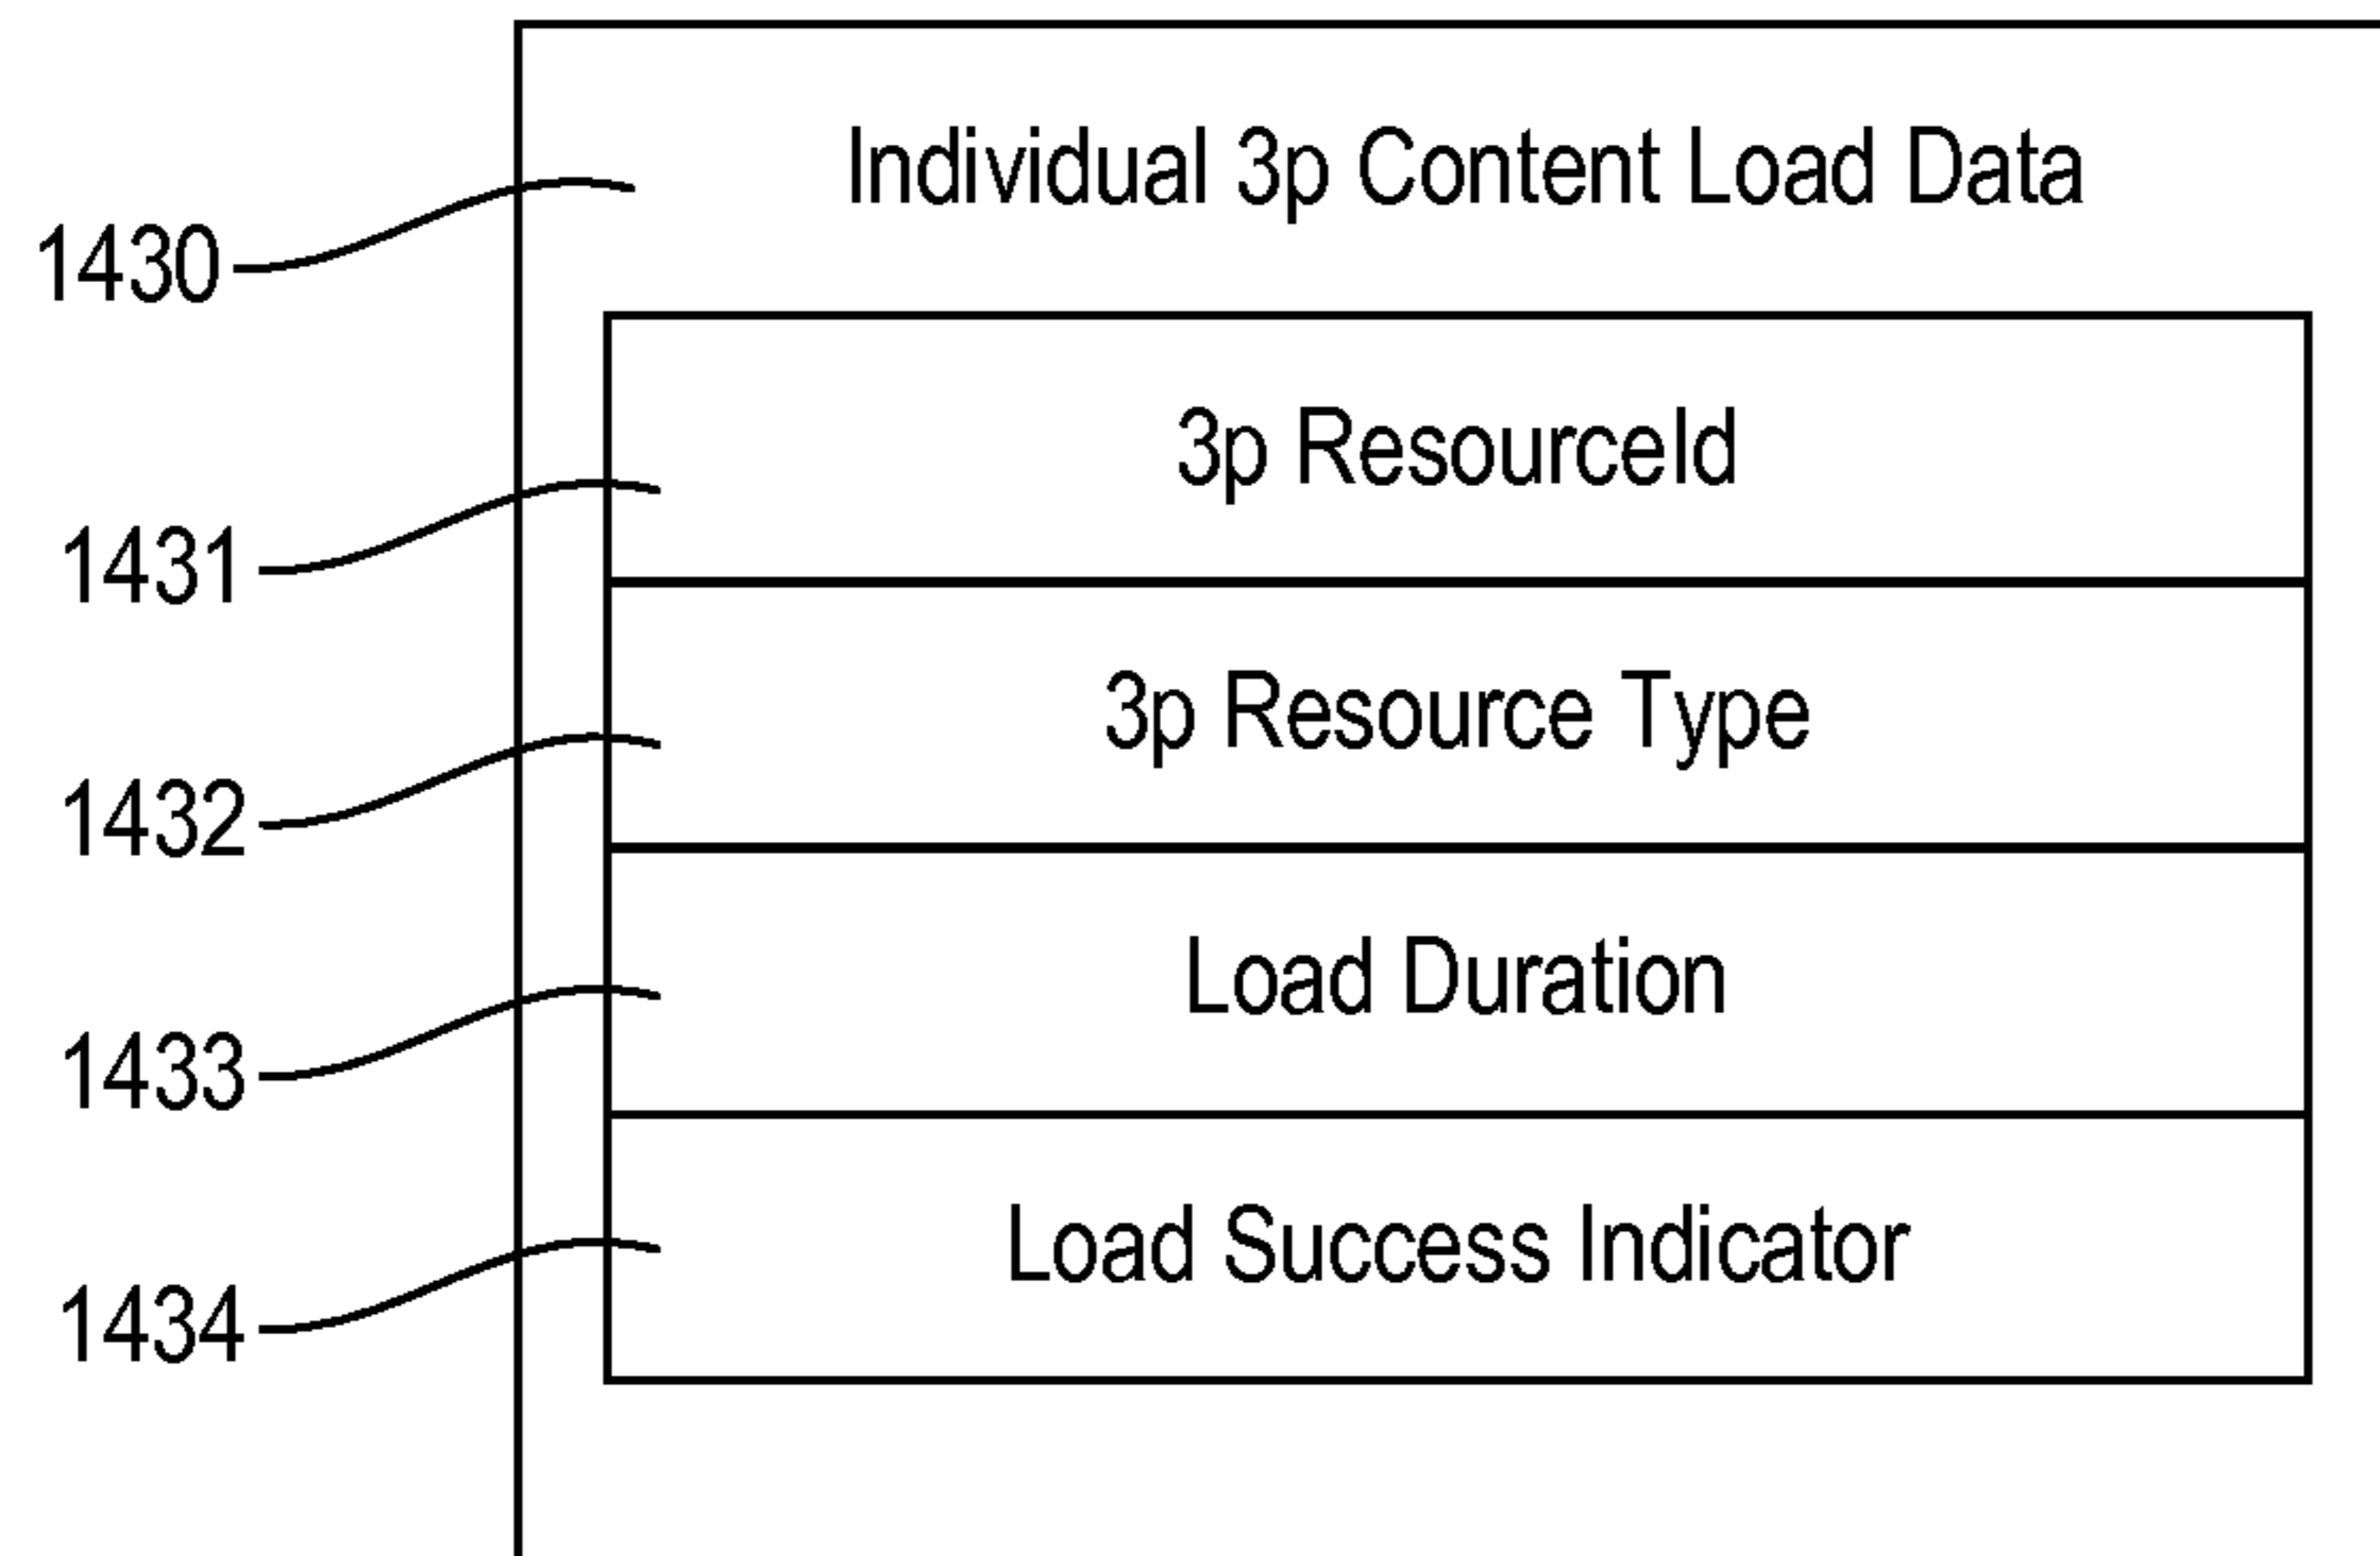 Individual 3p Content Load Data
1430
3p ResourceId
1431
3p Resource Type
1432
Load Duration
1433
Load Success Indicator
1434